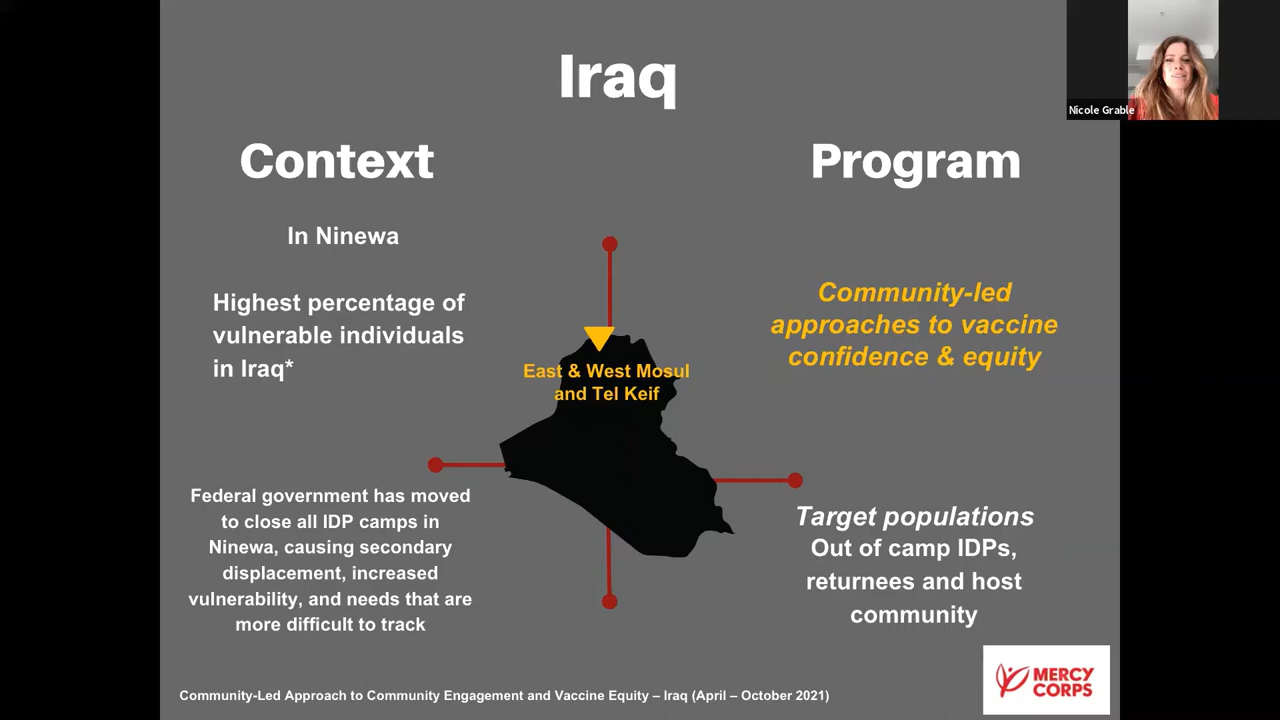 Iraq
Nicole Grable
Context
In Ninewa
Highest percentage of
vulnerable individuals
in Iraq*
Federal government has moved
to close all IDP camps in
Ninewa, causing secondary
displacement, increased
vulnerability, and needs that are
more difficult to track
East & West Mosul
and Tel Keif
Program
Community-led
approaches to vaccine
confidence & equity
Target populations
Out of camp IDPs,
returnees and host
community
Community-Led Approach to Community Engagement and Vaccine Equity – Iraq (April – October 2021)
MERCY
CORPS